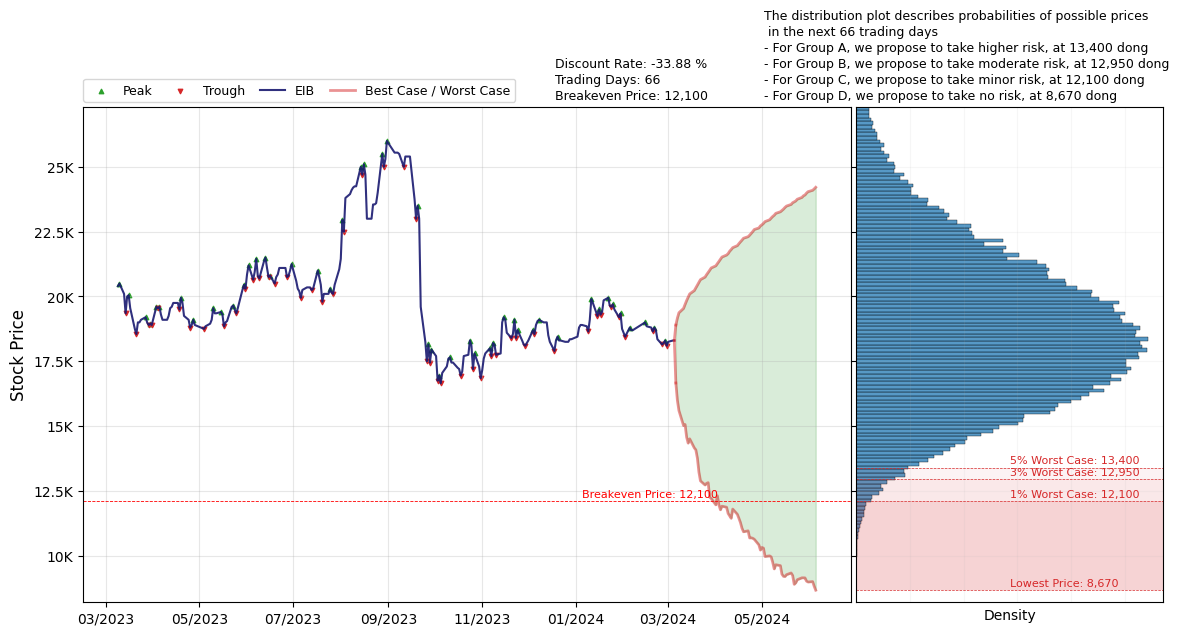 The distribution plot describes probabilities of possible prices
in the next 66 trading days
- For Group A, we propose to take higher risk, at 13,400 dong
- For Group B, we propose to take moderate risk, at 12,950 dong
- For Group C, we propose to take minor risk, at 12,100 dong
- For Group D, we propose to take no risk, at 8,670 dong
Discount Rate: -33.88 %
Trading Days: 66
Breakeven Price: 12,100
Peak
Trough
EIB
Best Case / Worst Case
Stock Price
25K
22.5K
20K
17.5K
15K
12.5K
10K
Breakeven Price: 12,100
5% Worst Case: 13,400
3% Worst Case: 12,950
1% Worst Case: 12,100
Lowest Price: 8,670
03/2023
05/2023
07/2023
09/2023
11/2023
01/2024
03/2024
05/2024
Density